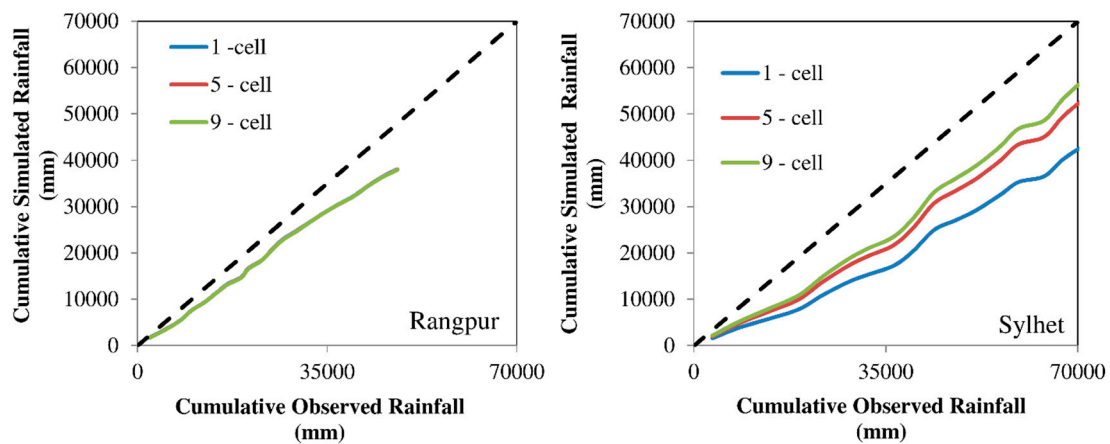 Cumulative Simulated Rainfall
(mm)
70000
60000
50000
40000
30000
20000
10000
0
1 -cell
5 - cell
9 - cell
Rangpur
0
35000
70000
Cumulative Observed Rainfall
(mm)
Cumulative Simulated Rainfall
(mm)
70000
60000
50000
40000
30000
20000
10000
0
1 - cell
5 - cell
9 - cell
Sylhet
0
35000
70000
Cumulative Observed Rainfall
(mm)